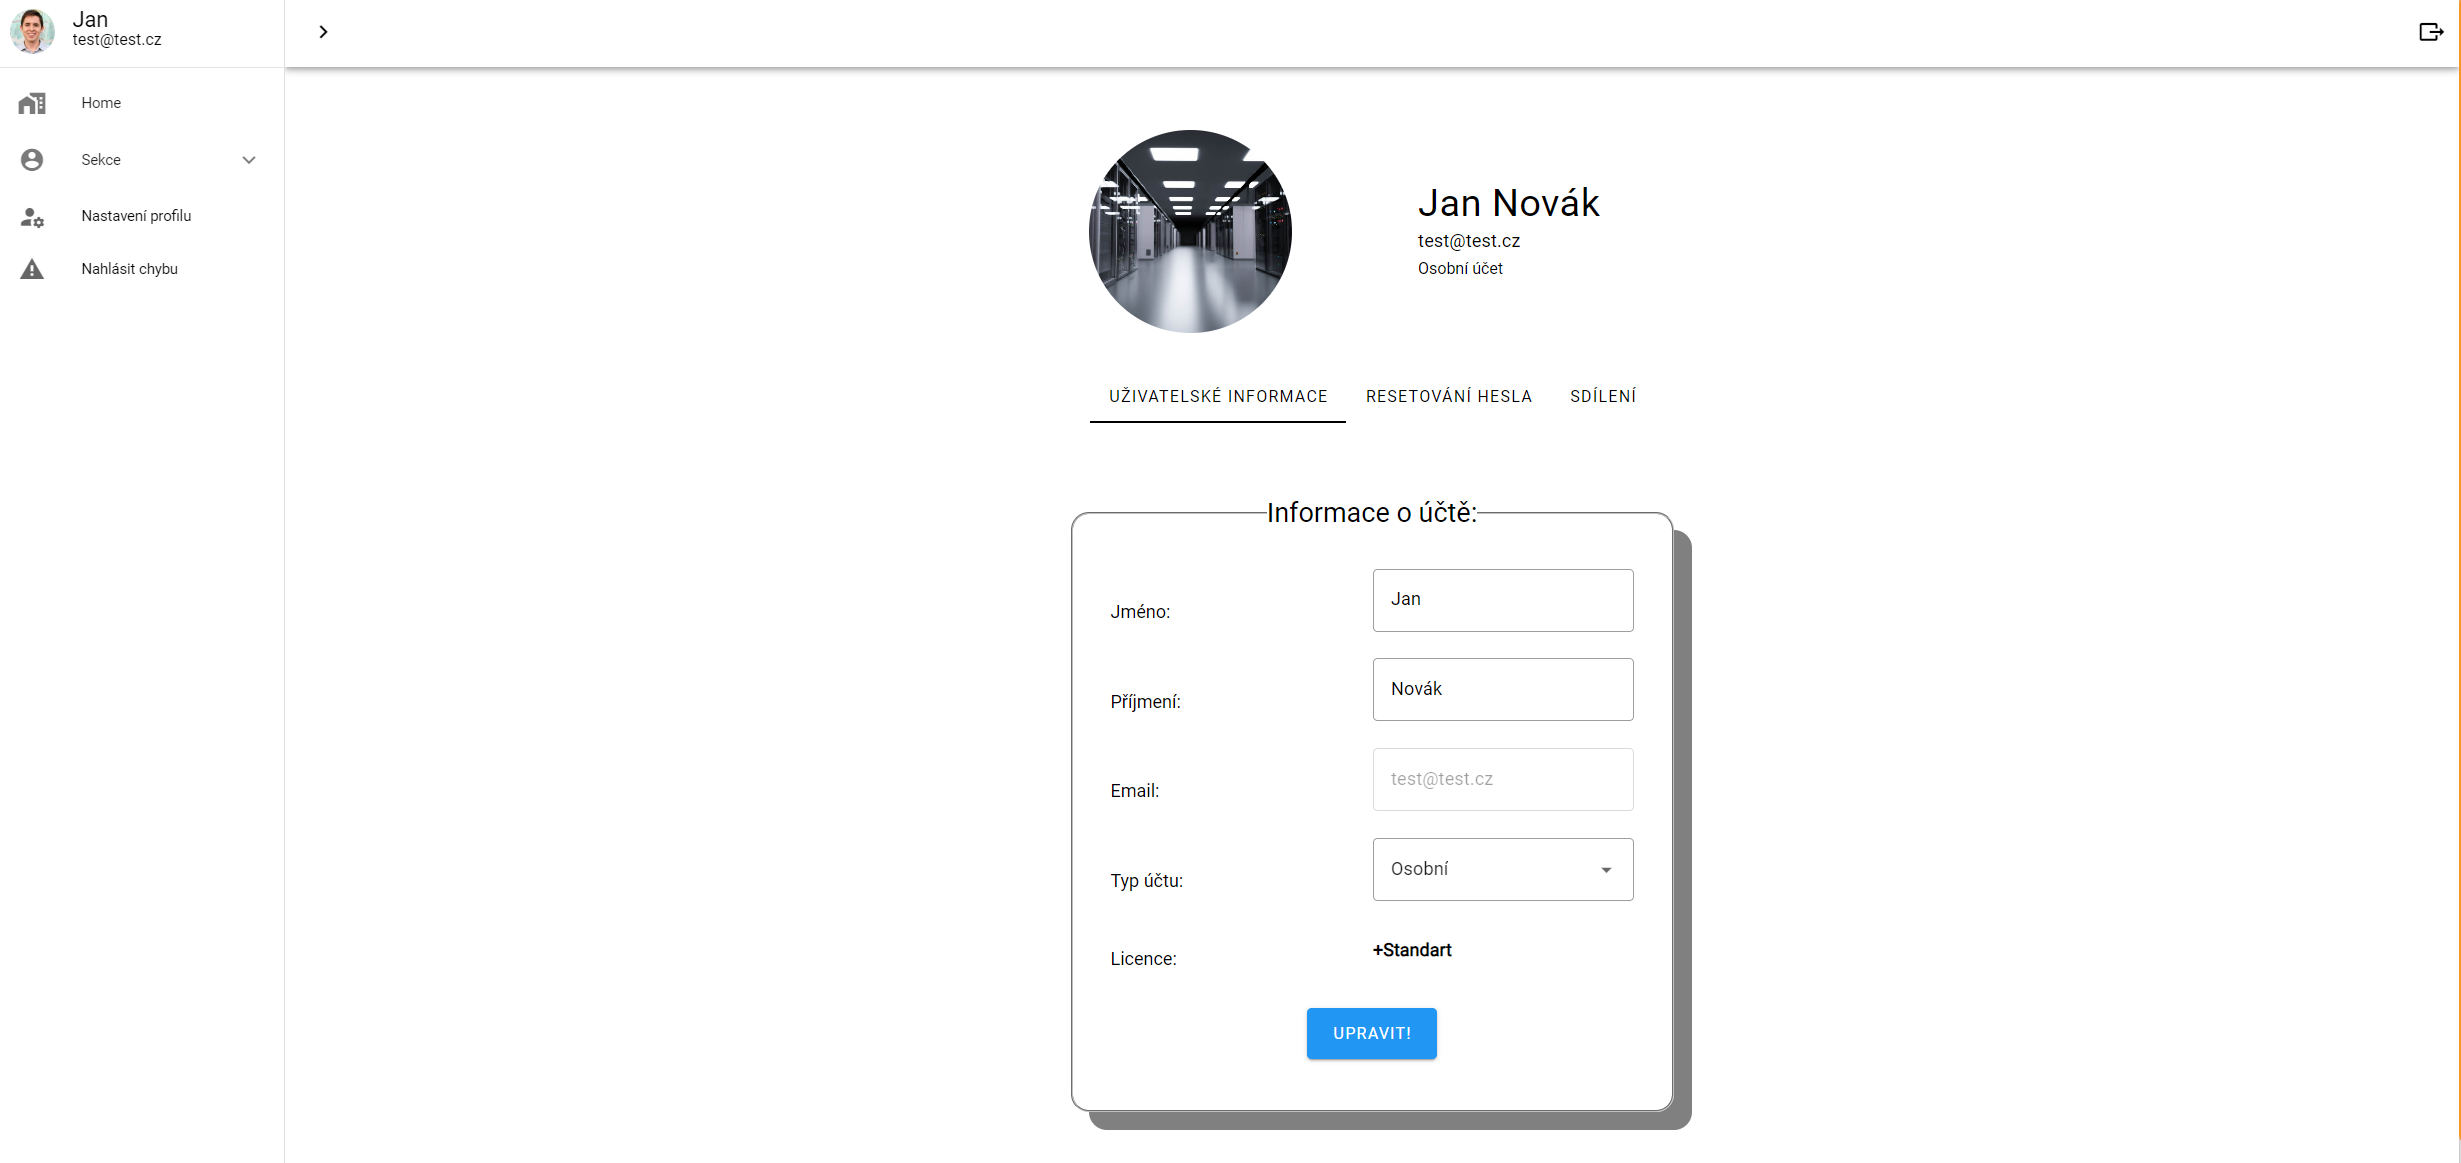 Jan
test@test.cz
Home
Sekce
Nastavení profilu
Nahlásit chybu
Jan Novák
test@test.cz
Osobní účet
UŽIVATELSKÉ INFORMACE RESETOVÁNÍ HESLA SDÍLENÍ
Informace o účtě:
Jméno: Jan
Příjmení: Novák
Email: test@test.cz
Typ účtu: Osobní
Licence: +Standart
UPRAVIT!